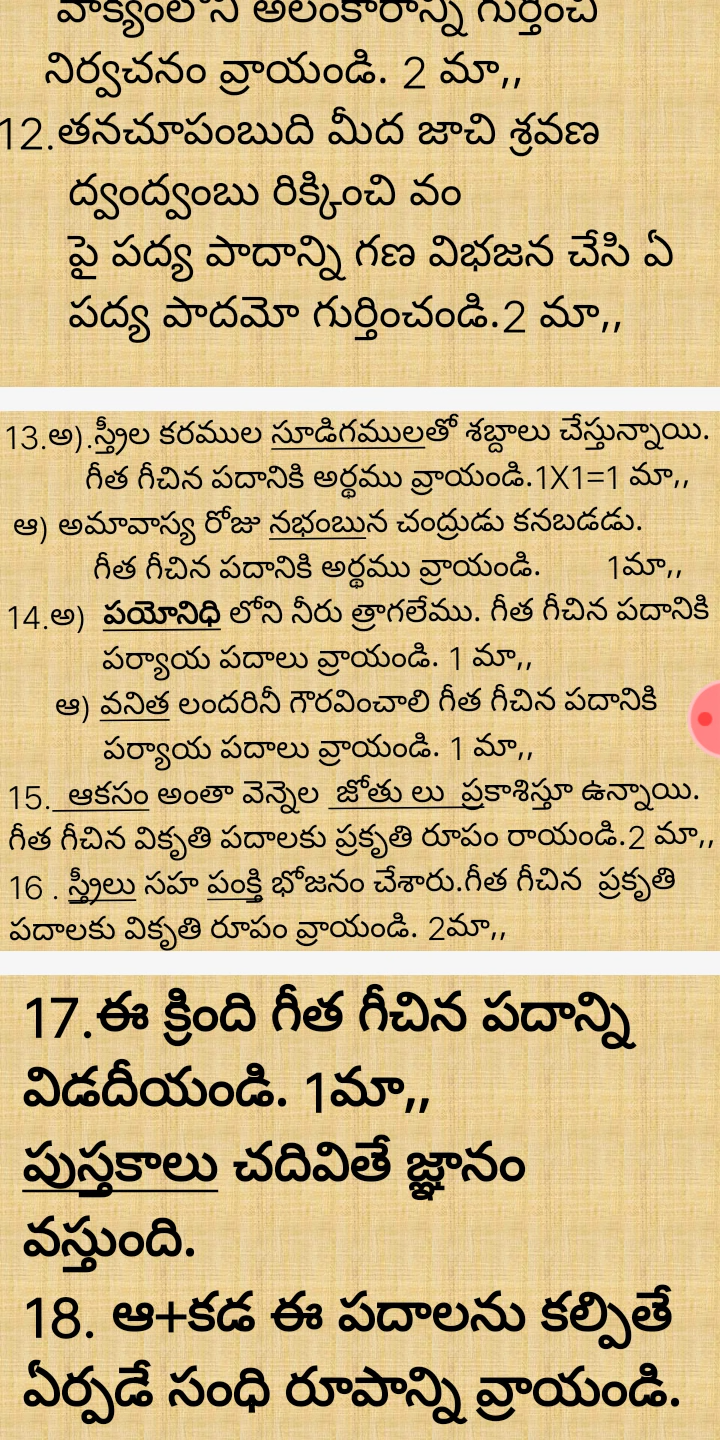 వాక్యంలోని అలంకారాన్ని గుర్తించి
నిర్వచనం వ్రాయండి. 2 మా,,
12.తనచూపంబుది మీద జాచి శ్రవణ
ద్వంద్వంబు రిక్కించి వం
పై పద్య పాదాన్ని గణ విభజన చేసి ఏ
పద్య పాదమో గుర్తించండి.2 మా,,
13.అ).స్త్రీల కరముల సూడిగములతో శబ్దాలు చేస్తున్నాయి.
గీత గీచిన పదానికి అర్థము వ్రాయండి.1X1=1 మా,,
ఆ) అమావాస్య రోజు నభంబున చంద్రుడు కనబడడు.
గీత గీచిన పదానికి అర్థము వ్రాయండి. 1మా,,
14.అ) పయోనిధి లోని నీరు త్రాగలేము. గీత గీచిన పదానికి
పర్యాయ పదాలు వ్రాయండి. 1 మా,,
ఆ) వనిత లందరినీ గౌరవించాలి గీత గీచిన పదానికి
పర్యాయ పదాలు వ్రాయండి. 1 మా,,
15. ఆకసం అంతా వెన్నెల జోతు లు ప్రకాశిస్తూ ఉన్నాయి.
గీత గీచిన వికృతి పదాలకు ప్రకృతి రూపం రాయండి.2 మా,,
16 . స్త్రీలు సహ పంక్తి భోజనం చేశారు.గీత గీచిన ప్రకృతి
పదాలకు వికృతి రూపం వ్రాయండి. 2మా,,
17.ఈ క్రింది గీత గీచిన పదాన్ని
విడదీయండి. 1మా,,
పుస్తకాలు చదివితే జ్ఞానం
వస్తుంది.
18. ఆ+కడ ఈ పదాలను కల్పితే
ఏర్పడే సంధి రూపాన్ని వ్రాయండి.